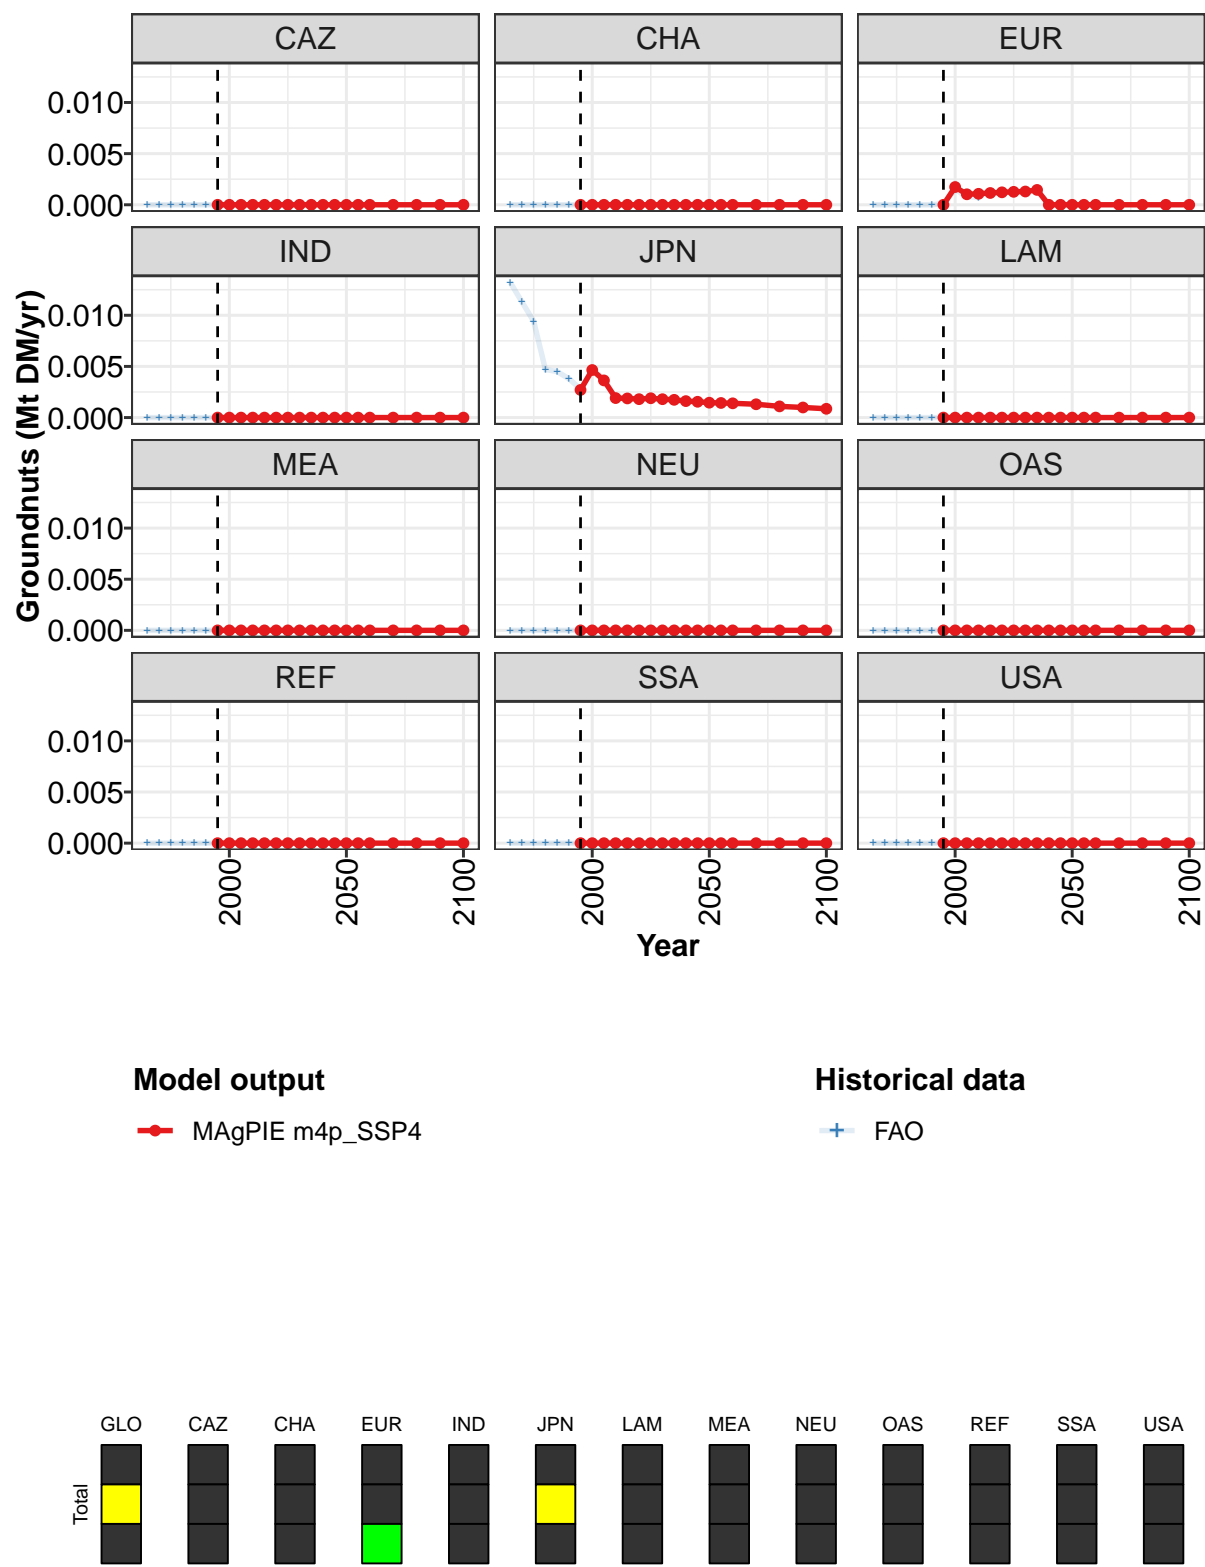 CAZ CHA EUR
0.010
0.005
0.000
IND JPN LAM
0.010
0.005
0.000
MEA NEU OAS
0.010
0.005
0.000
REF SSA USA
0.010
0.005
0.000
Groundnuts (Mt DM/yr)
2000 2050 2100 2000 2050 2100 2000 2050 2100
Year
Model output Historical data
MAgPIE m4p_SSP4 FAO
GLO CAZ CHA EUR IND JPN LAM MEA NEU OAS REF SSA USA
Total